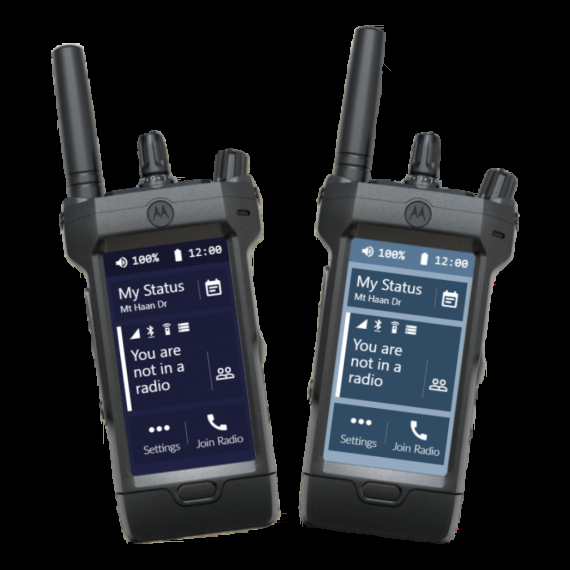 100% 12:00
My Status
Mt Haan Dr
You are
not in a
radio
Settings
Join Radio
100% 12:00
My Status
Mt Haan Dr
You are
not in a
radio
Settings
Join Radio